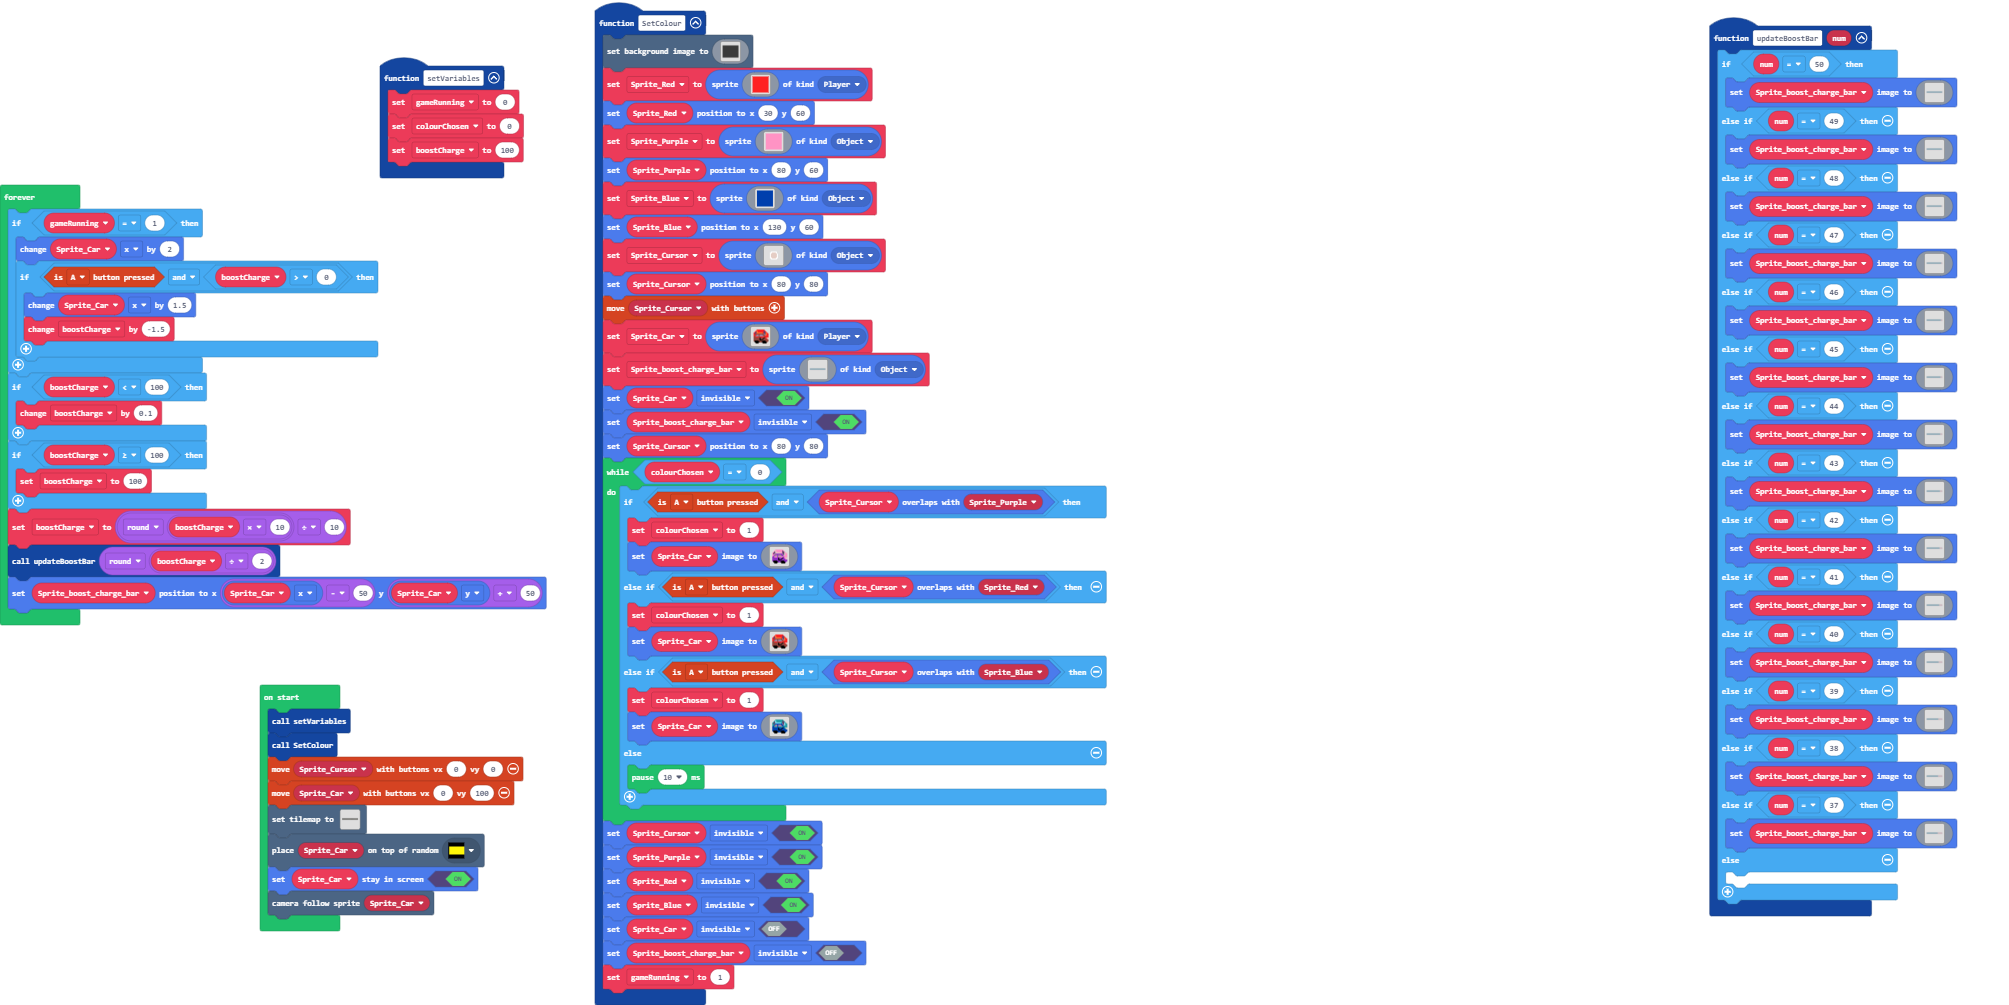 function setVariables
set gameRunning to 0
set colourChosen to 0
set boostCharge to 100
forever
if gameRunning = 1 then
change Sprite_Car x by 2
if is A button pressed and boostCharge > 0 then
change Sprite_Car x by 1.5
change boostCharge by -1.5
if boostCharge < 100 then
change boostCharge by 0.1
if boostCharge ≥ 100 then
set boostCharge to 100
set boostCharge to round boostCharge × 10 ÷ 10
call updateBoostBar round boostCharge ÷ 2
set Sprite_boost_charge_bar position to x Sprite_Car x - 50 y Sprite_Car y ÷ 50
on start
call setVariables
call SetColour
move Sprite_Cursor with buttons vx 0 vy 0
move Sprite_Car with buttons vx 0 vy 100
set tilemap to
place Sprite_Car on top of random
set Sprite_Car stay in screen ON
camera follow sprite Sprite_Car
function SetColour
set background image to
set Sprite_Red to sprite of kind Player
set Sprite_Red position to x 30 y 60
set Sprite_Purple to sprite of kind Object
set Sprite_Purple position to x 80 y 60
set Sprite_Blue to sprite of kind Object
set Sprite_Blue position to x 130 y 60
set Sprite_Cursor to sprite of kind Object
set Sprite_Cursor position to x 80 y 80
move Sprite_Cursor with buttons
set Sprite_Car to sprite of kind Player
set Sprite_boost_charge_bar to sprite of kind Object
set Sprite_Car invisible ON
set Sprite_boost_charge_bar invisible ON
set Sprite_Cursor position to x 80 y 80
while colourChosen = 0
do
if is A button pressed and Sprite_Cursor overlaps with Sprite_Purple then
set colourChosen to 1
set Sprite_Car image to
else if is A button pressed and Sprite_Cursor overlaps with Sprite_Red then
set colourChosen to 1
set Sprite_Car image to
else if is A button pressed and Sprite_Cursor overlaps with Sprite_Blue then
set colourChosen to 1
set Sprite_Car image to
else
pause 10 ms
set Sprite_Cursor invisible ON
set Sprite_Purple invisible ON
set Sprite_Red invisible ON
set Sprite_Blue invisible ON
set Sprite_Car invisible OFF
set Sprite_boost_charge_bar invisible OFF
set gameRunning to 1
function updateBoostBar num
if num = 50 then
set Sprite_boost_charge_bar image to
else if num = 49 then
set Sprite_boost_charge_bar image to
else if num = 48 then
set Sprite_boost_charge_bar image to
else if num = 47 then
set Sprite_boost_charge_bar image to
else if num = 46 then
set Sprite_boost_charge_bar image to
else if num = 45 then
set Sprite_boost_charge_bar image to
else if num = 44 then
set Sprite_boost_charge_bar image to
else if num = 43 then
set Sprite_boost_charge_bar image to
else if num = 42 then
set Sprite_boost_charge_bar image to
else if num = 41 then
set Sprite_boost_charge_bar image to
else if num = 40 then
set Sprite_boost_charge_bar image to
else if num = 39 then
set Sprite_boost_charge_bar image to
else if num = 38 then
set Sprite_boost_charge_bar image to
else if num = 37 then
set Sprite_boost_charge_bar image to
else